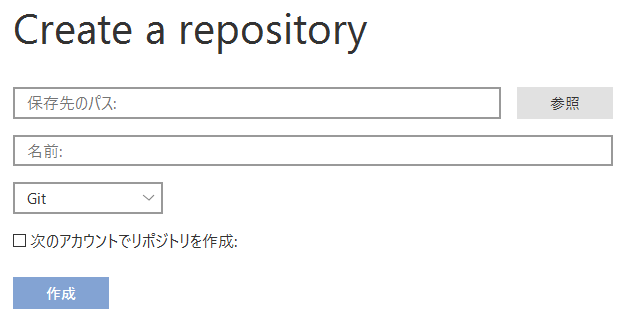 Create a repository
保存先のパス:
参照
名前:
Git
次のアカウントでリポジトリを作成:
作成